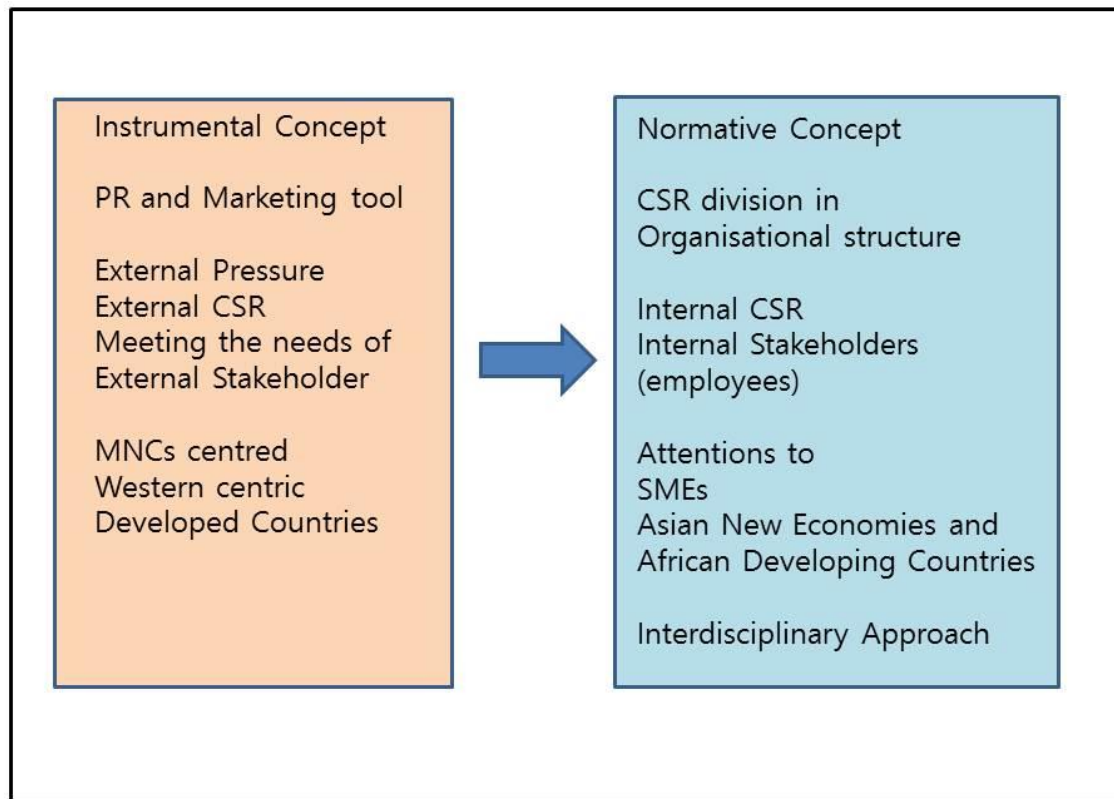 Instrumental Concept
PR and Marketing tool
External Pressure
External CSR
Meeting the needs of
External Stakeholder
MNCs centred
Western centric
Developed Countries
Normative Concept
CSR division in
Organisational structure
Internal CSR
Internal Stakeholders
(employees)
Attentions to
SMEs
Asian New Economies and
African Developing Countries
Interdisciplinary Approach